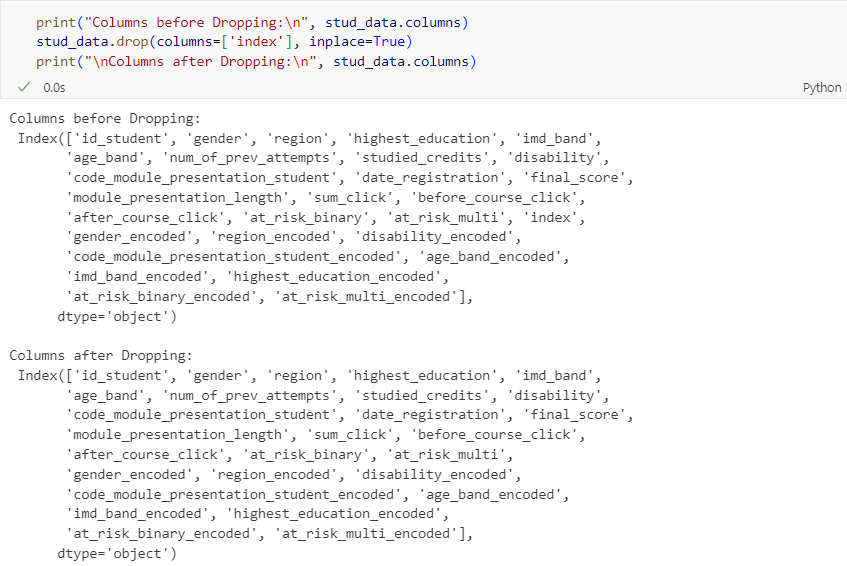 print("Columns before Dropping:\n", stud_data.columns)
stud_data.drop(columns=['index'], inplace=True)
print("\nColumns after Dropping:\n", stud_data.columns)
✓ 0.0s
Python
Columns before Dropping:
 Index(['id_student', 'gender', 'region', 'highest_education', 'imd_band',
       'age_band', 'num_of_prev_attempts', 'studied_credits', 'disability',
       'code_module_presentation_student', 'date_registration', 'final_score',
       'module_presentation_length', 'sum_click', 'before_course_click',
       'after_course_click', 'at_risk_binary', 'at_risk_multi', 'index',
       'gender_encoded', 'region_encoded', 'disability_encoded',
       'code_module_presentation_student_encoded', 'age_band_encoded',
       'imd_band_encoded', 'highest_education_encoded',
       'at_risk_binary_encoded', 'at_risk_multi_encoded'],
      dtype='object')
Columns after Dropping:
 Index(['id_student', 'gender', 'region', 'highest_education', 'imd_band',
       'age_band', 'num_of_prev_attempts', 'studied_credits', 'disability',
       'code_module_presentation_student', 'date_registration', 'final_score',
       'module_presentation_length', 'sum_click', 'before_course_click',
       'after_course_click', 'at_risk_binary', 'at_risk_multi',
       'gender_encoded', 'region_encoded', 'disability_encoded',
       'code_module_presentation_student_encoded', 'age_band_encoded',
       'imd_band_encoded', 'highest_education_encoded',
       'at_risk_binary_encoded', 'at_risk_multi_encoded'],
      dtype='object')